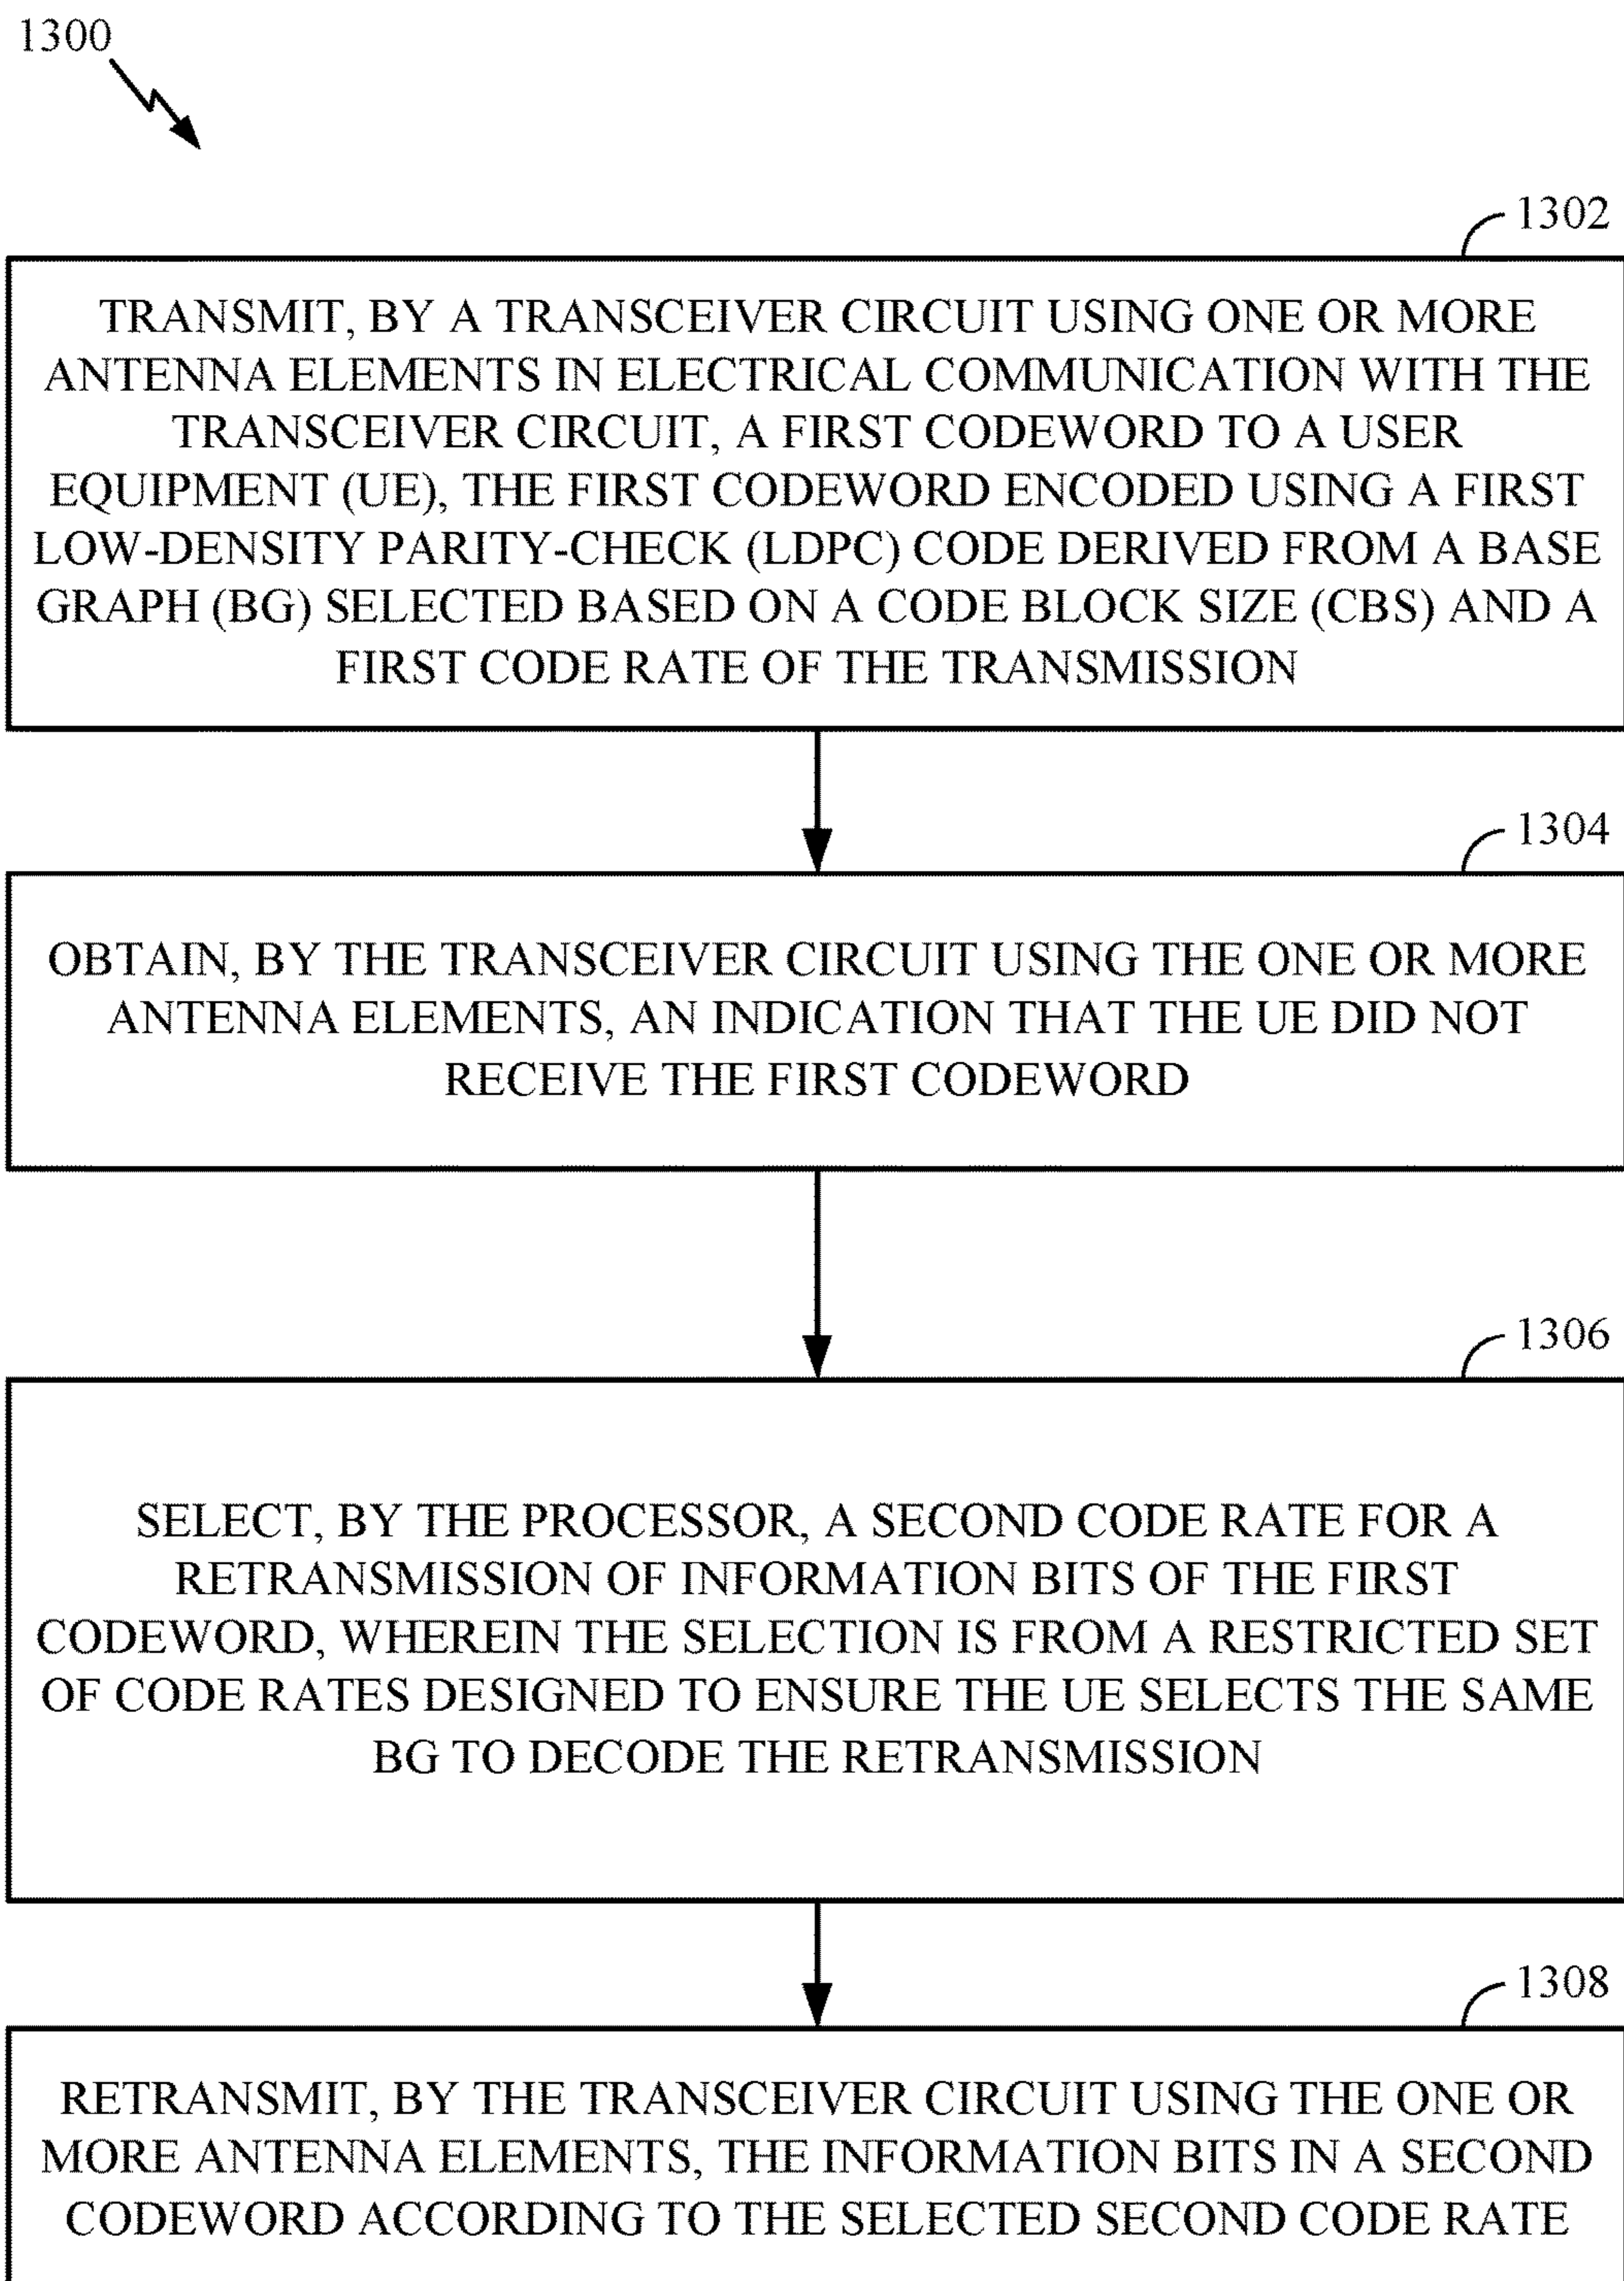 1300
1302
TRANSMIT, BY A TRANSCEIVER CIRCUIT USING ONE OR MORE
ANTENNA ELEMENTS IN ELECTRICAL COMMUNICATION WITH THE
TRANSCEIVER CIRCUIT, A FIRST CODEWORD TO A USER
EQUIPMENT (UE), THE FIRST CODEWORD ENCODED USING A FIRST
LOW-DENSITY PARITY-CHECK (LDPC) CODE DERIVED FROM A BASE
GRAPH (BG) SELECTED BASED ON A CODE BLOCK SIZE (CBS) AND A
FIRST CODE RATE OF THE TRANSMISSION
1304
OBTAIN, BY THE TRANSCEIVER CIRCUIT USING THE ONE OR MORE
ANTENNA ELEMENTS, AN INDICATION THAT THE UE DID NOT
RECEIVE THE FIRST CODEWORD
1306
SELECT, BY THE PROCESSOR, A SECOND CODE RATE FOR A
RETRANSMISSION OF INFORMATION BITS OF THE FIRST
CODEWORD, WHEREIN THE SELECTION IS FROM A RESTRICTED SET
OF CODE RATES DESIGNED TO ENSURE THE UE SELECTS THE SAME
BG TO DECODE THE RETRANSMISSION
1308
RETRANSMIT, BY THE TRANSCEIVER CIRCUIT USING THE ONE OR
MORE ANTENNA ELEMENTS, THE INFORMATION BITS IN A SECOND
CODEWORD ACCORDING TO THE SELECTED SECOND CODE RATE